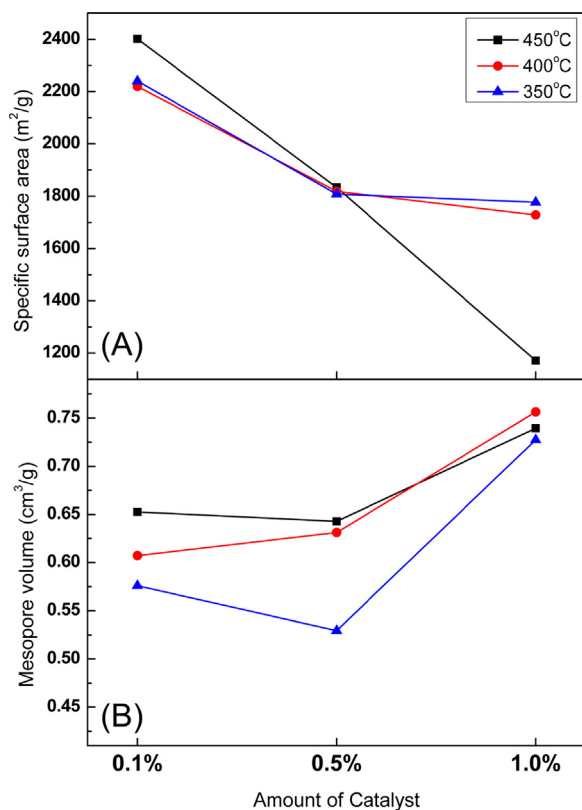 2400
2200
2000
1800
1600
1400
1200
Specific surface area (m²/g)
450°C
400°C
350°C
(A)
0.75
0.70
0.65
0.60
0.55
0.50
0.45
Mesopore volume (cm³/g)
(B)
0.1% 0.5% 1.0%
Amount of Catalyst